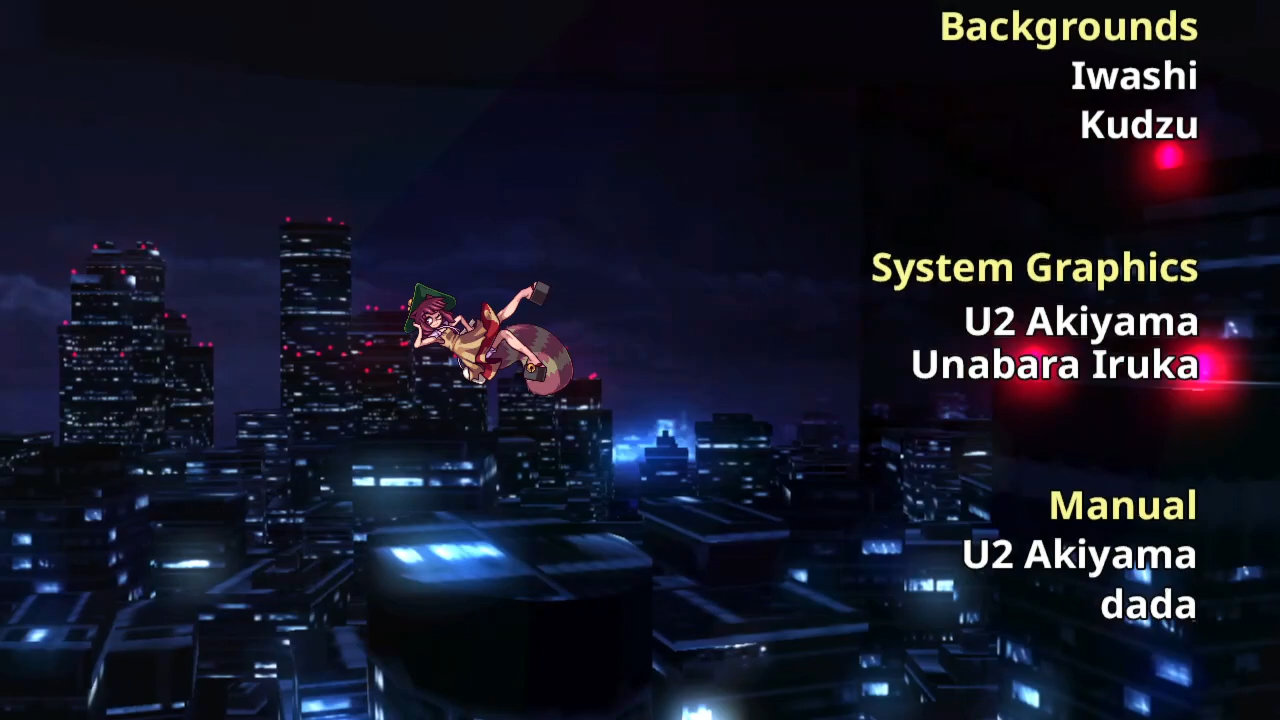 Backgrounds
Iwashi
Kudzu
System Graphics
U2 Akiyama
Unabara Iruka
Manual
U2 Akiyama
dada